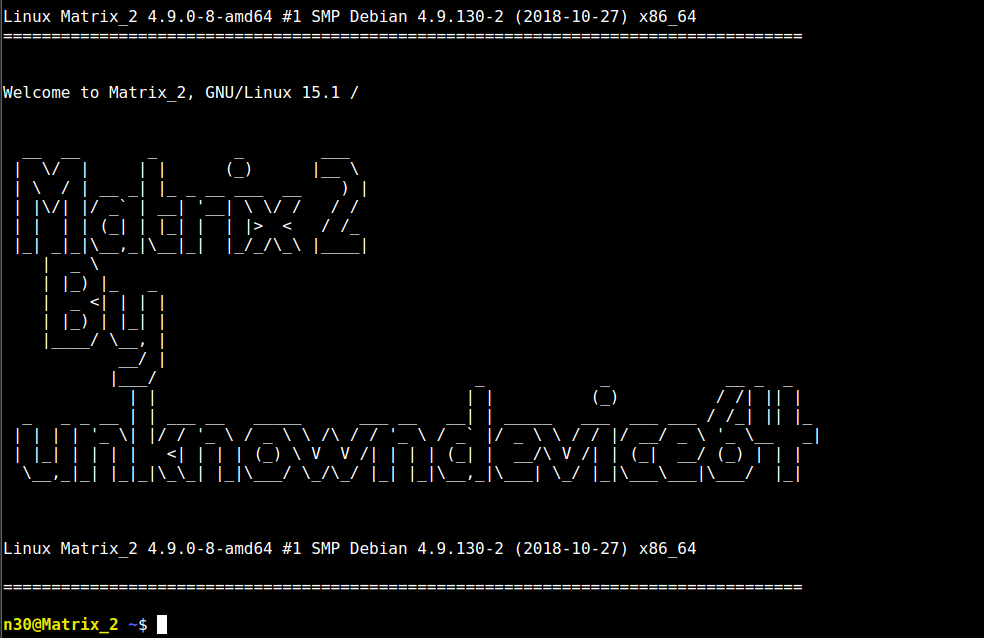 Linux Matrix_2 4.9.0-8-amd64 #1 SMP Debian 4.9.130-2 (2018-10-27) x86_64
===================================================================================
Welcome to Matrix_2, GNU/Linux 15.1 /
Matrix2
By
unknowndevice64
Linux Matrix_2 4.9.0-8-amd64 #1 SMP Debian 4.9.130-2 (2018-10-27) x86_64
===================================================================================
n30@Matrix_2 ~$